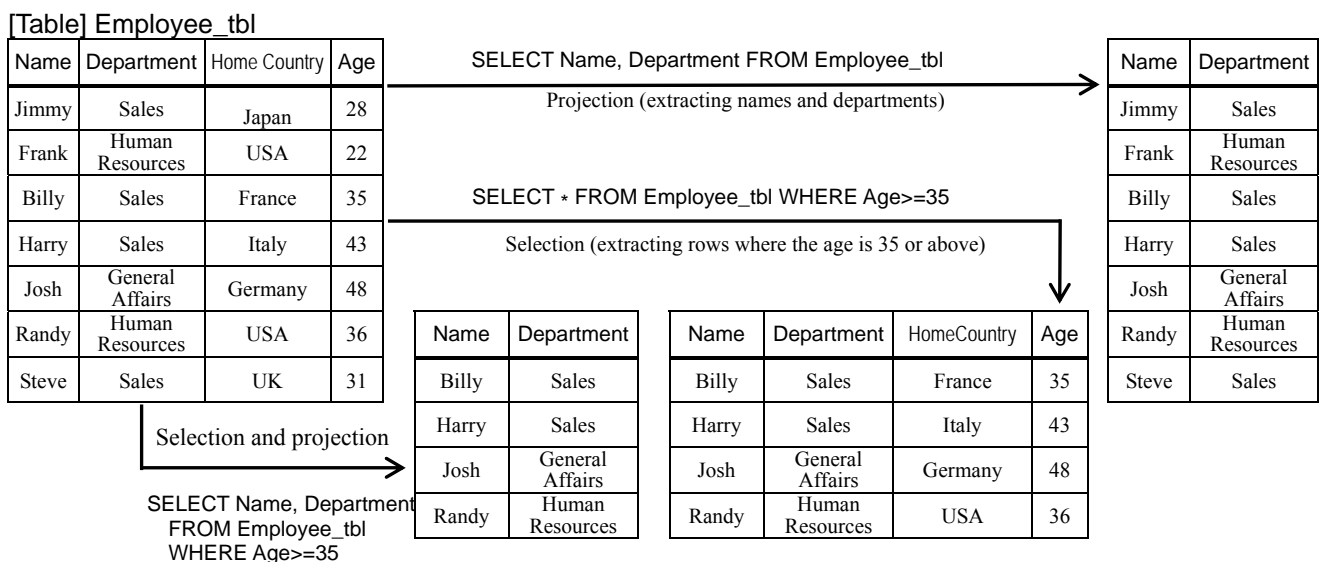 [Table] Employee_tbl
Name Department Home Country Age
Jimmy Sales Japan 28
Frank Human Resources USA 22
Billy Sales France 35
Harry Sales Italy 43
Josh General Affairs Germany 48
Randy Human Resources USA 36
Steve Sales UK 31
SELECT Name, Department FROM Employee_tbl
Projection (extracting names and departments)
Name Department
Jimmy Sales
Frank Human Resources
Billy Sales
Harry Sales
Josh General Affairs
Randy Human Resources
Steve Sales
SELECT * FROM Employee_tbl WHERE Age>=35
Selection (extracting rows where the age is 35 or above)
Name Department HomeCountry Age
Billy Sales France 35
Harry Sales Italy 43
Josh General Affairs Germany 48
Randy Human Resources USA 36
Selection and projection
SELECT Name, Department
FROM Employee_tbl
WHERE Age>=35
Name Department
Billy Sales
Harry Sales
Josh General Affairs
Randy Human Resources